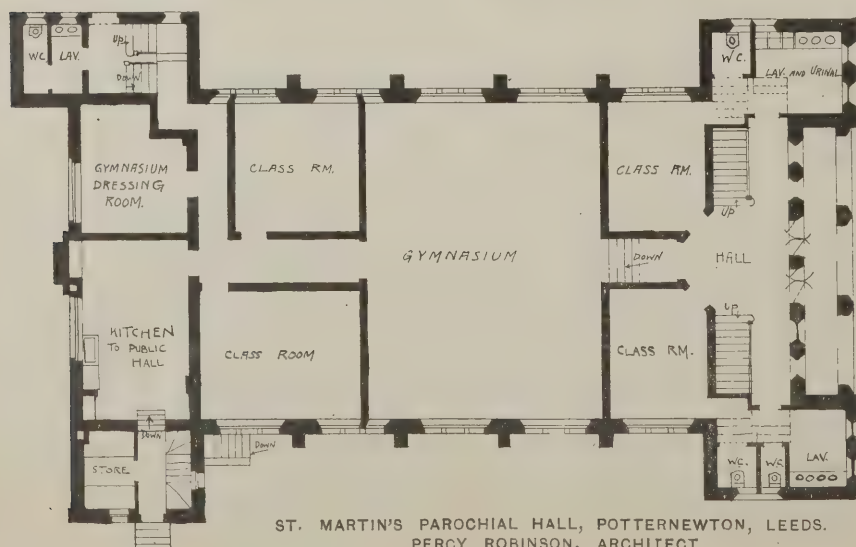 WC
LAV.
UP
DOWN
W.C.
LAV. AND URINAL
GYMNASIUM
DRESSING
ROOM.
CLASS RM.
CLASS RM.
UP
GYMNASIUM
DOWN
HALL
KITCHEN
TO PUBLIC
HALL
CLASS ROOM
UP
CLASS RM.
DOWN
DOWN
STORE
W.C.
W.C.
LAV.
ST. MARTIN'S PAROCHIAL HALL, POTTERNEWTON, LEEDS.
PERCY ROBINSON, ARCHITECT